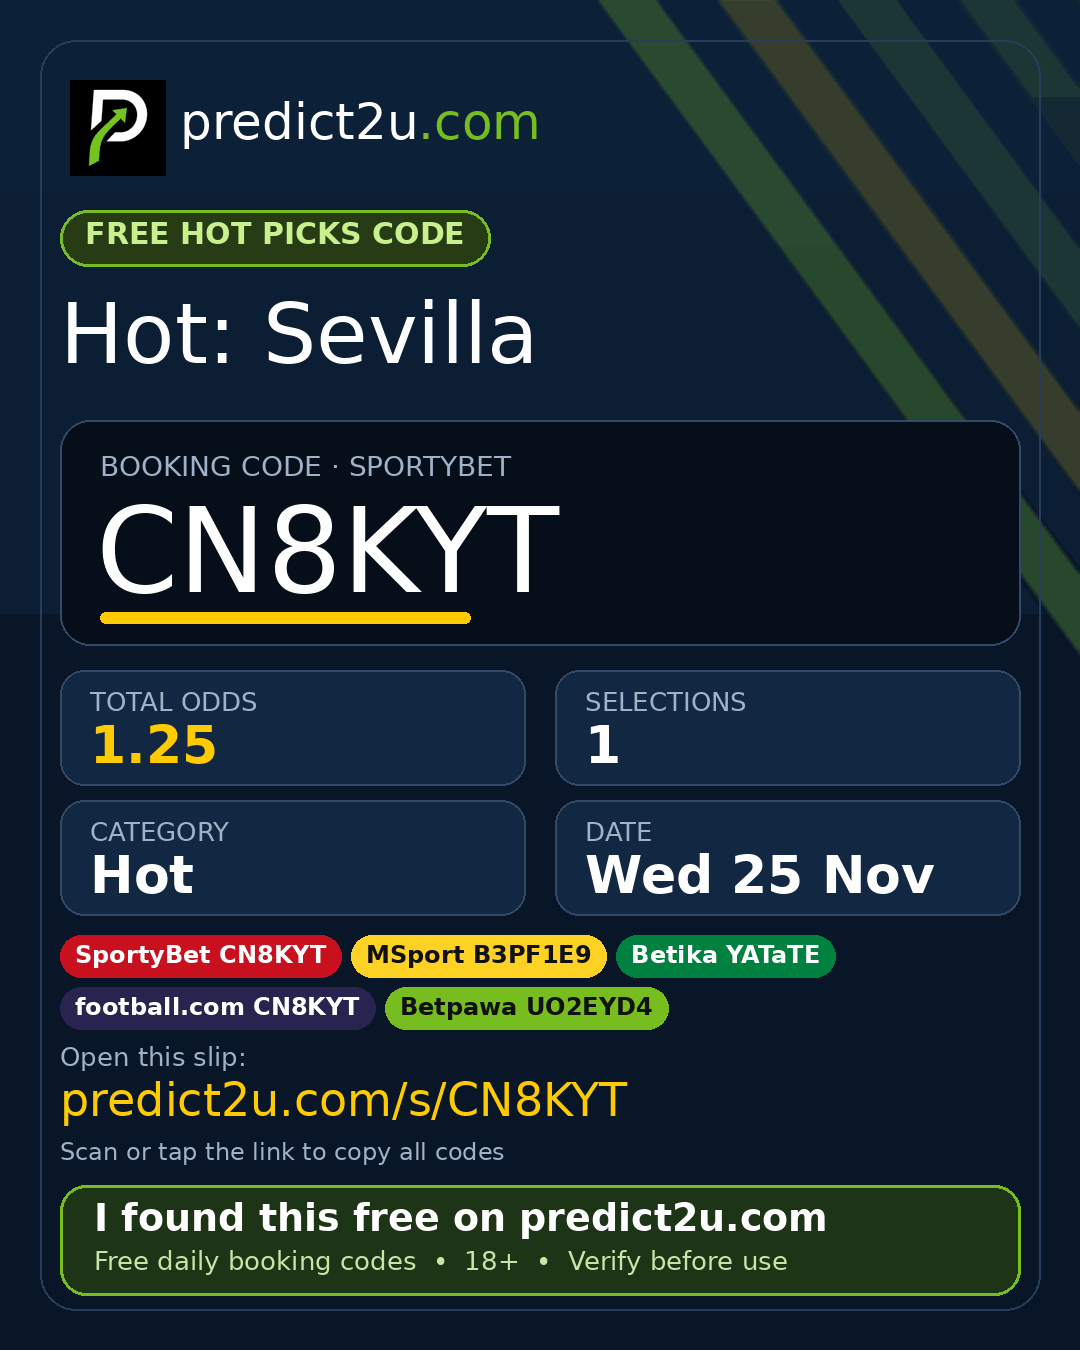 predict2u.com
FREE HOT PICKS CODE
Hot: Sevilla
BOOKING CODE · SPORTYBET
CN8KYT
TOTAL ODDS
1.25
SELECTIONS
1
CATEGORY
Hot
DATE
Wed 25 Nov
SportyBet CN8KYT
MSport B3PF1E9
Betika YATaTE
football.com CN8KYT
Betpawa UO2EYD4
Open this slip:
predict2u.com/s/CN8KYT
Scan or tap the link to copy all codes
I found this free on predict2u.com
Free daily booking codes • 18+ • Verify before use